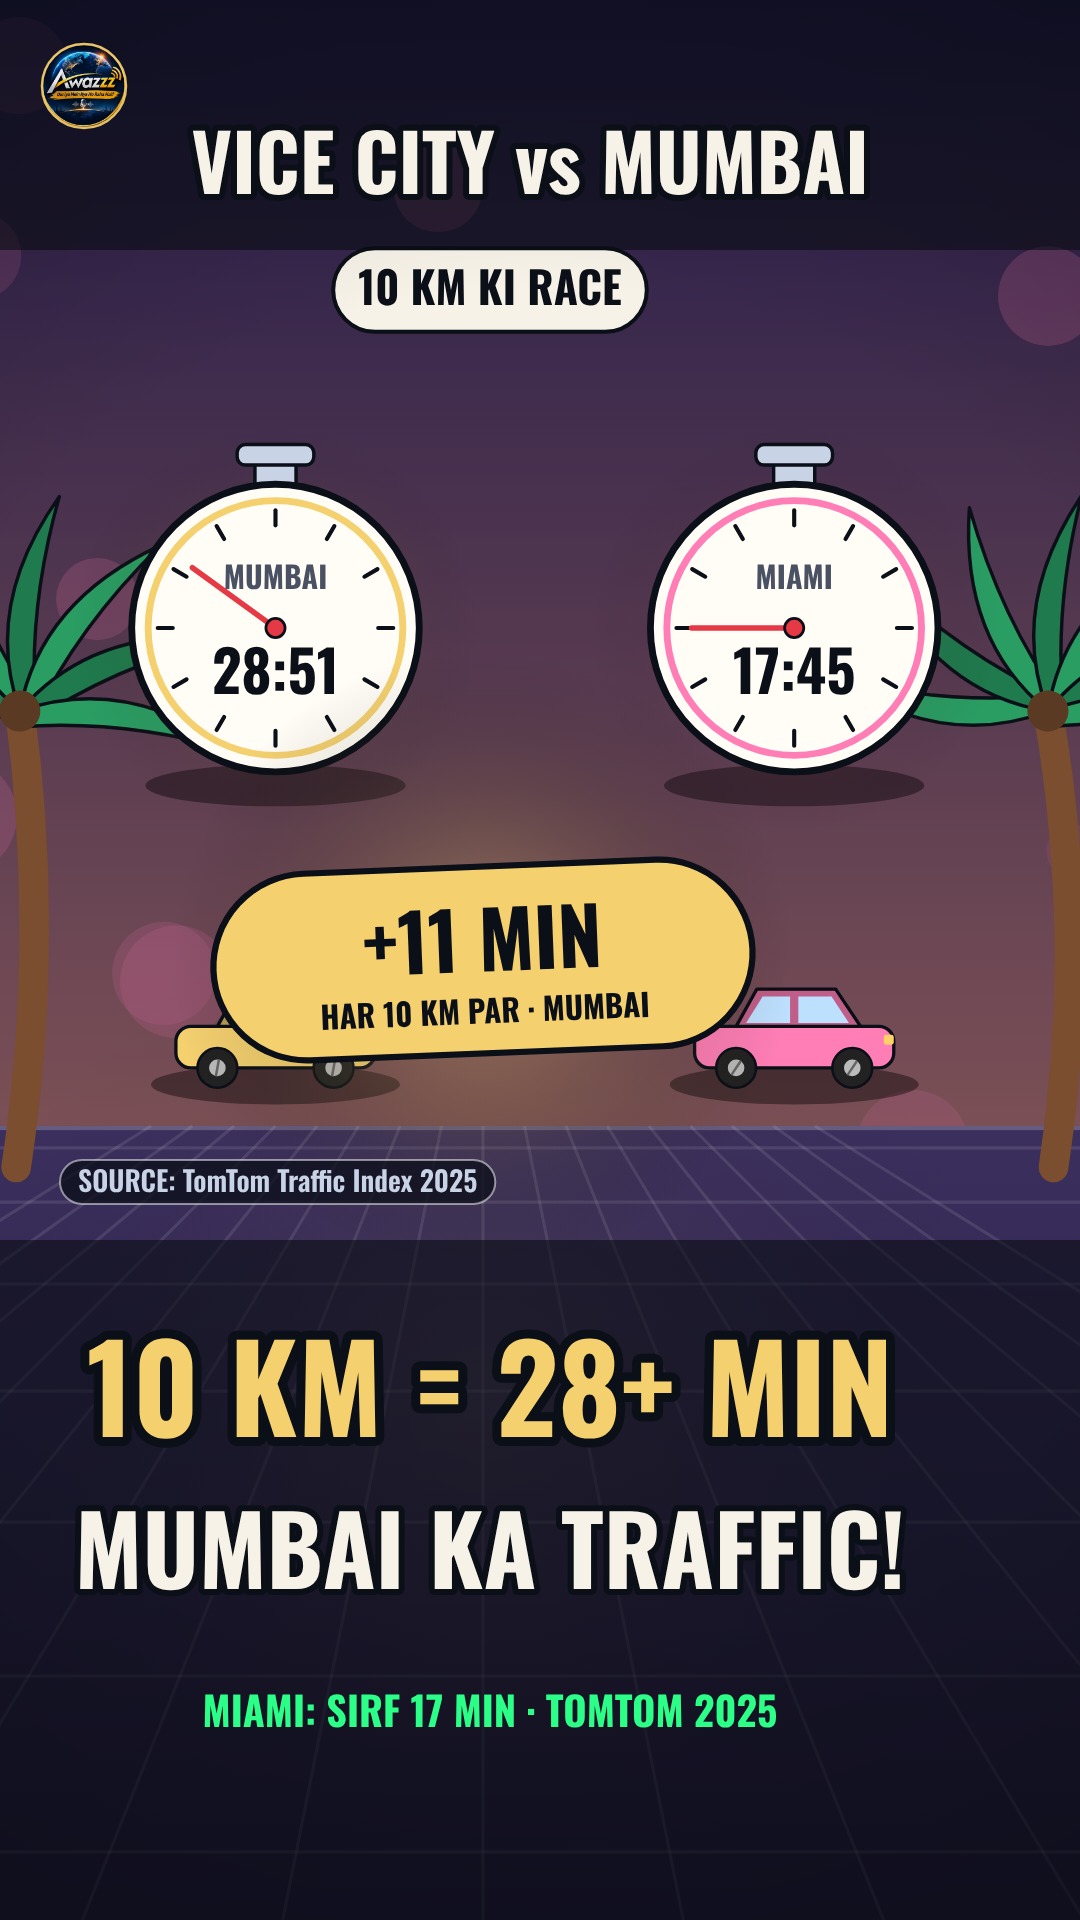 Awazzz
VICE CITY vs MUMBAI
10 KM KI RACE
MUMBAI
28:51
MIAMI
17:45
+11 MIN
HAR 10 KM PAR · MUMBAI
SOURCE: TomTom Traffic Index 2025
10 KM = 28+ MIN
MUMBAI KA TRAFFIC!
MIAMI: SIRF 17 MIN · TOMTOM 2025